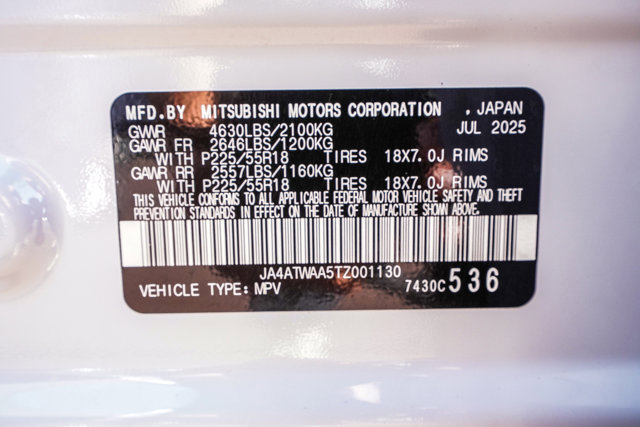 MFD.BY MITSUBISHI MOTORS CORPORATION , JAPAN
GVWR 4630LBS/2100KG JUL 2025
GAWR FR 2646LBS/1200KG
WITH P225/55R18 TIRES 18X7.0J RIMS
GAWR RR 2557LBS/1160KG
WITH P225/55R18 TIRES 18X7.0J RIMS
THIS VEHICLE CONFORMS TO ALL APPLICABLE FEDERAL MOTOR VEHICLE SAFETY AND THEFT
PREVENTION STANDARDS IN EFFECT ON THE DATE OF MANUFACTURE SHOWN ABOVE.
JA4ATWAA5TZ001130
VEHICLE TYPE: MPV 7430C 536